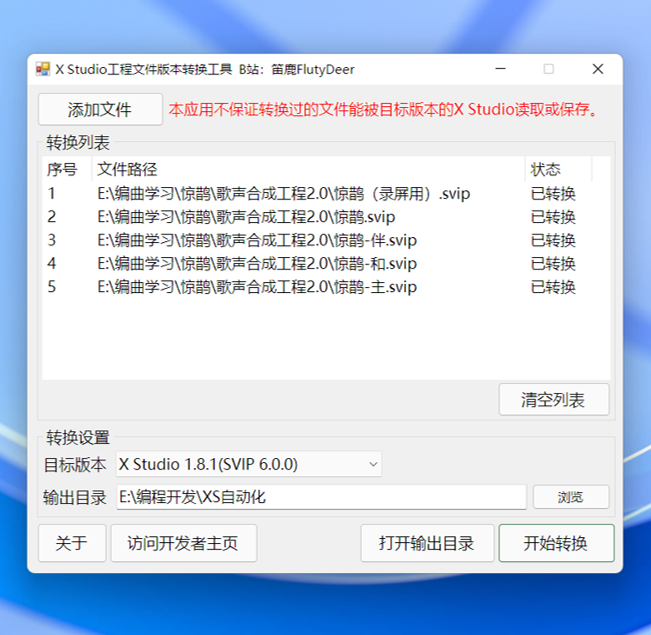 X Studio工程文件版本转换工具 B站：笛鹿FlutyDeer
添加文件 本应用不保证转换过的文件能被目标版本的X Studio读取或保存。
转换列表
序号 文件路径 状态
1 E:\编曲学习\惊鹊\歌声合成工程2.0\惊鹊（录屏用）.svip 已转换
2 E:\编曲学习\惊鹊\歌声合成工程2.0\惊鹊.svip 已转换
3 E:\编曲学习\惊鹊\歌声合成工程2.0\惊鹊-伴.svip 已转换
4 E:\编曲学习\惊鹊\歌声合成工程2.0\惊鹊-和.svip 已转换
5 E:\编曲学习\惊鹊\歌声合成工程2.0\惊鹊-主.svip 已转换
清空列表
转换设置
目标版本 X Studio 1.8.1(SVIP 6.0.0)
输出目录 E:\编程开发\XS自动化 浏览
关于 访问开发者主页 打开输出目录 开始转换